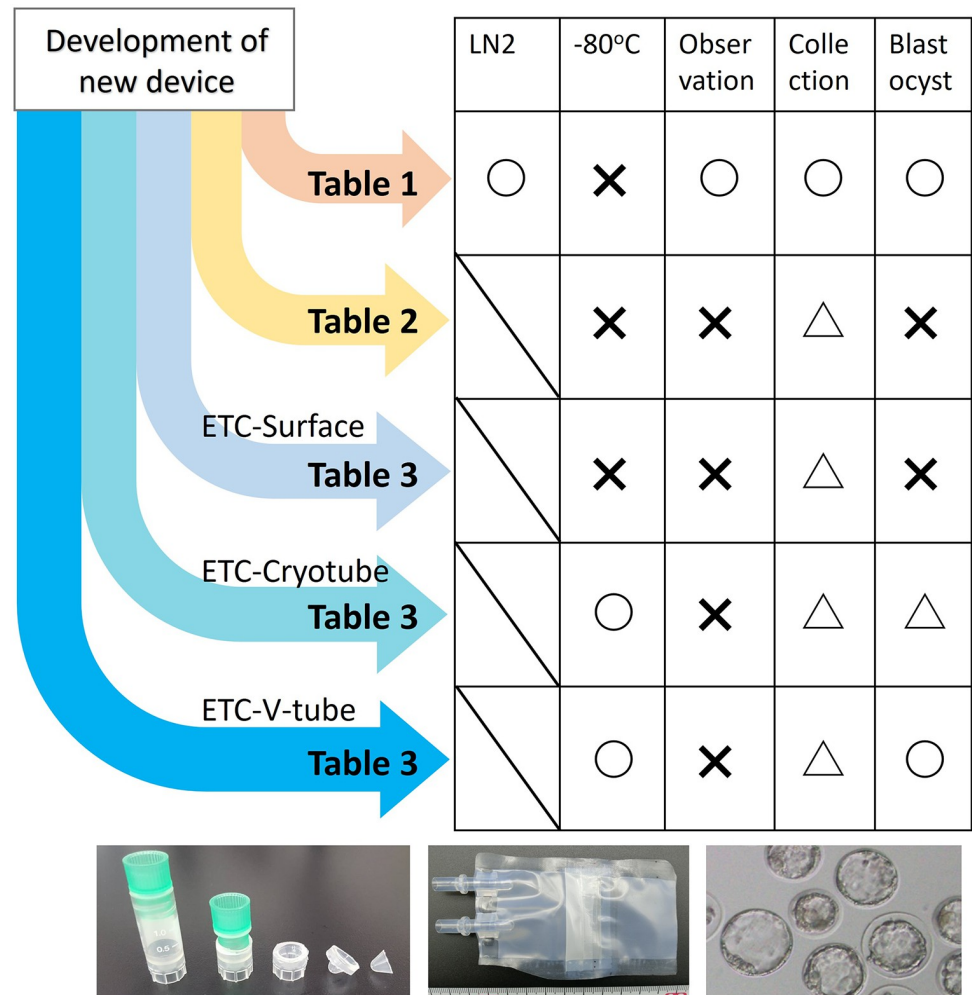 Development of
new device
LN2
-80°C
Obser
vation
Colle
ction
Blast
ocyst
Table 1
Table 2
ETC-Surface
Table 3
ETC-Cryotube
Table 3
ETC-V-tube
Table 3
1.0
0.5